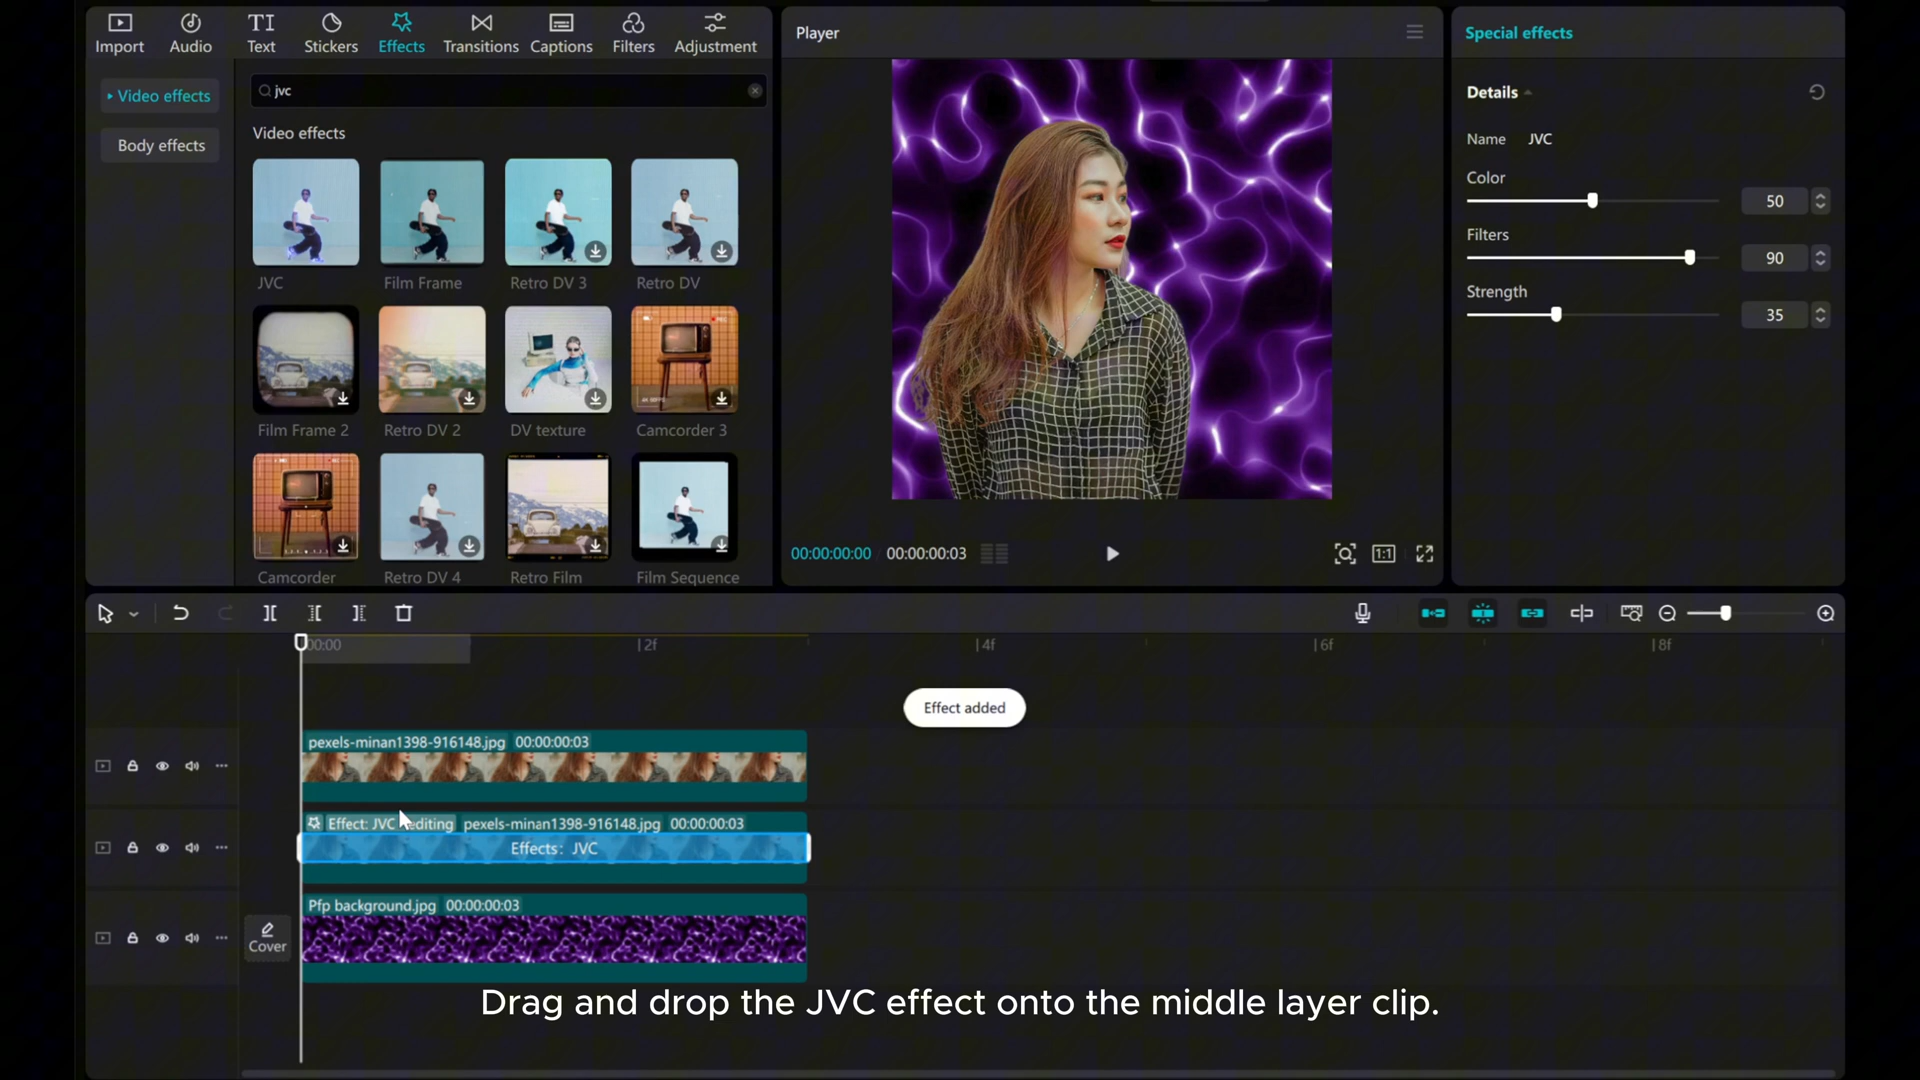 Import Audio Text Stickers Effects Transitions Captions Filters Adjustment
Video effects
Body effects
jvc
Video effects
JVC Film Frame Retro DV 3 Retro DV
Film Frame 2 Retro DV 2 DV texture Camcorder 3
Camcorder Retro DV 4 Retro Film Film Sequence
Player
00:00:00:00 00:00:00:03
1:1
Special effects
Details
Name JVC
Color
50
Filters
90
Strength
35
00:00 2f 4f 6f 8f
Effect added
pexels-minan1398-916148.jpg 00:00:00:03
Effect: JVC editing pexels-minan1398-916148.jpg 00:00:00:03
Effects: JVC
Pfp background.jpg 00:00:00:03
Cover
Drag and drop the JVC effect onto the middle layer clip.